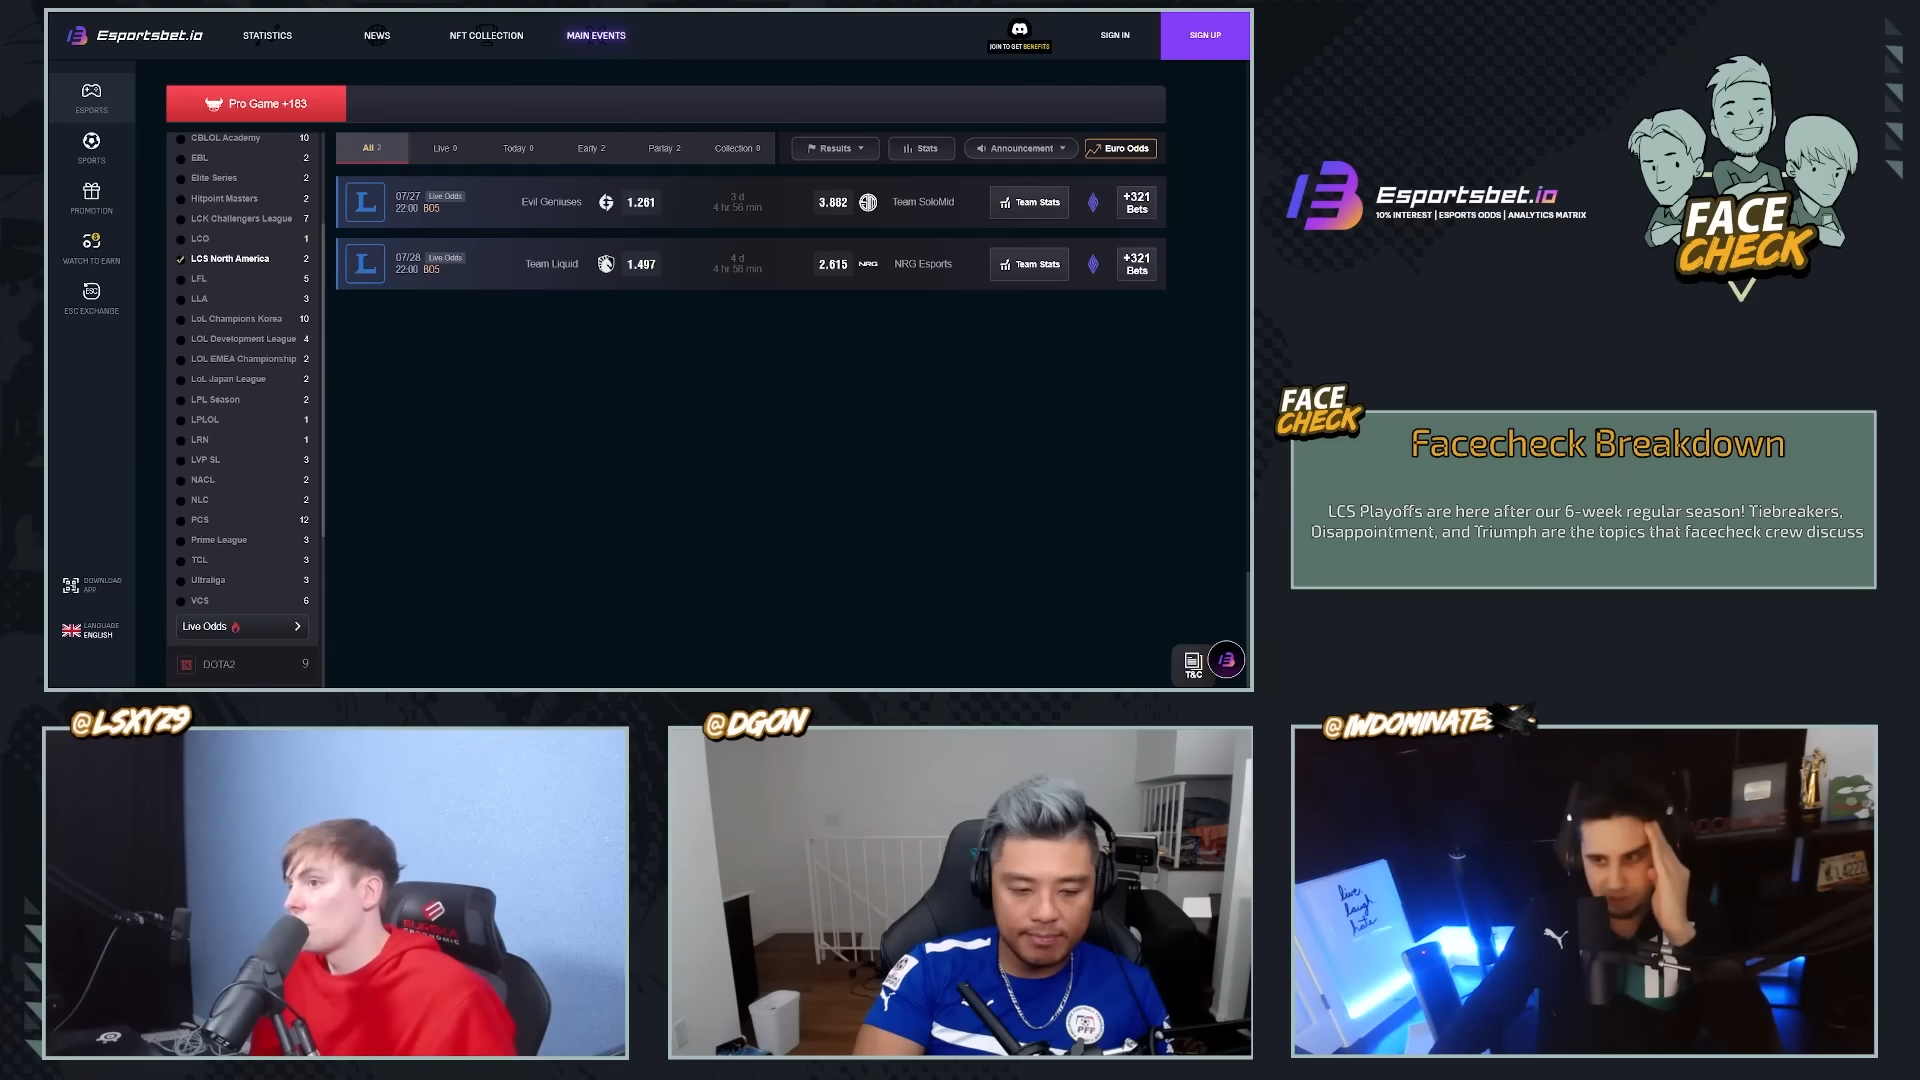 Esportsbet.io
STATISTICS
NEWS
NFT COLLECTION
MAIN EVENTS
JOIN TO GET BENEFITS
SIGN IN
SIGN UP
ESPORTS
SPORTS
PROMOTION
WATCH TO EARN
ESC
ESC EXCHANGE
DOWNLOAD
APP
LANGUAGE
ENGLISH
Pro Game +183
CBLOL Academy 10
EBL 2
Elite Series 2
Hitpoint Masters 2
LCK Challengers League 7
LCO 1
LCS North America 2
LFL 5
LLA 3
LoL Champions Korea 10
LOL Development League 4
LOL EMEA Championship 2
LoL Japan League 2
LPL Season 2
LPLOL 1
LRN 1
LVP SL 3
NACL 2
NLC 2
PCS 12
Prime League 3
TCL 3
Ultraliga 3
VCS 6
Live Odds
DOTA2 9
All 2
Live 0
Today 0
Early 2
Parlay 2
Collection 0
Results
Stats
Announcement
Euro Odds
L
07/27 Live Odds
22:00 BO5
Evil Geniuses
1.261
3 d
4 hr 56 min
3.882
Team SoloMid
Team Stats
+321
Bets
L
07/28 Live Odds
22:00 BO5
Team Liquid
1.497
4 d
4 hr 56 min
2.615
NRG
NRG Esports
Team Stats
+321
Bets
T&C
Esportsbet.io
10% INTEREST | ESPORTS ODDS | ANALYTICS MATRIX
FACE
CHECK
FACE
CHECK
Facecheck Breakdown
LCS Playoffs are here after our 6-week regular season! Tiebreakers,
Disappointment, and Triumph are the topics that facecheck crew discuss
@LSXYZ9
@DGON
@IWDOMINATE
EUREKA
ERGONOMIC
PFF
live
laugh
hate